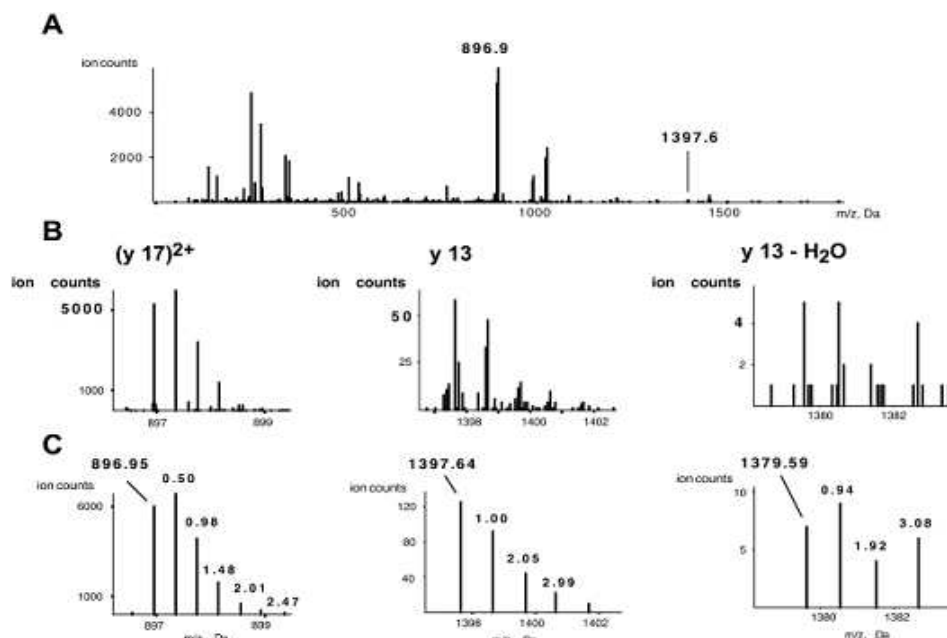 A
896.9
ion counts
4000
1397.6
2000
500 1000 1500 m/z, Da
B
(y 17)2+ y 13 y 13 - H2O
ion counts ion counts ion counts
5000 50 4
25 2
1000
897 899 1398 1400 1402 1380 1382
C
896.95 1397.64 1379.59
0.50
ion counts ion counts ion counts
6000 120 10
0.98 1.00 0.94
80 3.08
1.48 2.05 1.92 5
2.01 2.99
2.47 40
1000
897 899 1398 1400 1402 1380 1382
m/z, Da m/z, Da m/z, Da